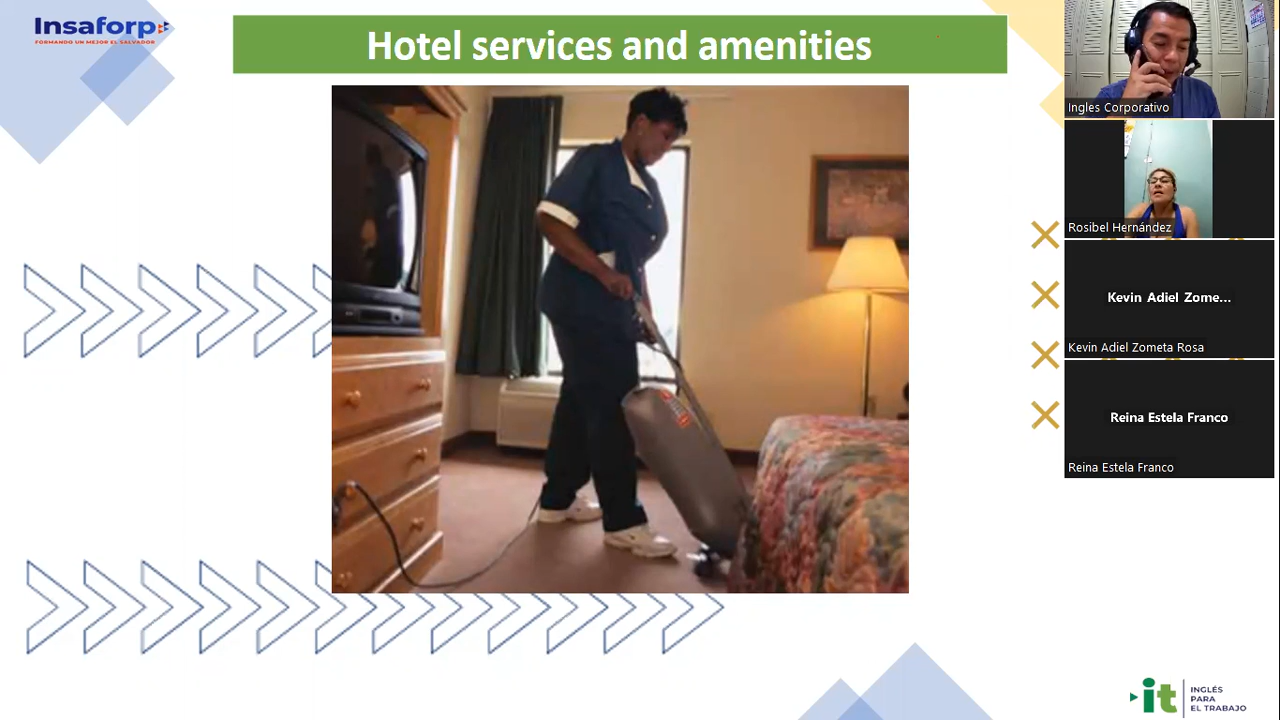 Insaforp
FORMANDO UN MEJOR EL SALVADOR
Hotel services and amenities
Ingles Corporativo
Rosibel Hernández
Kevin Adiel Zome...
Kevin Adiel Zometa Rosa
Reina Estela Franco
Reina Estela Franco
it
INGLÉS
PARA
EL TRABAJO